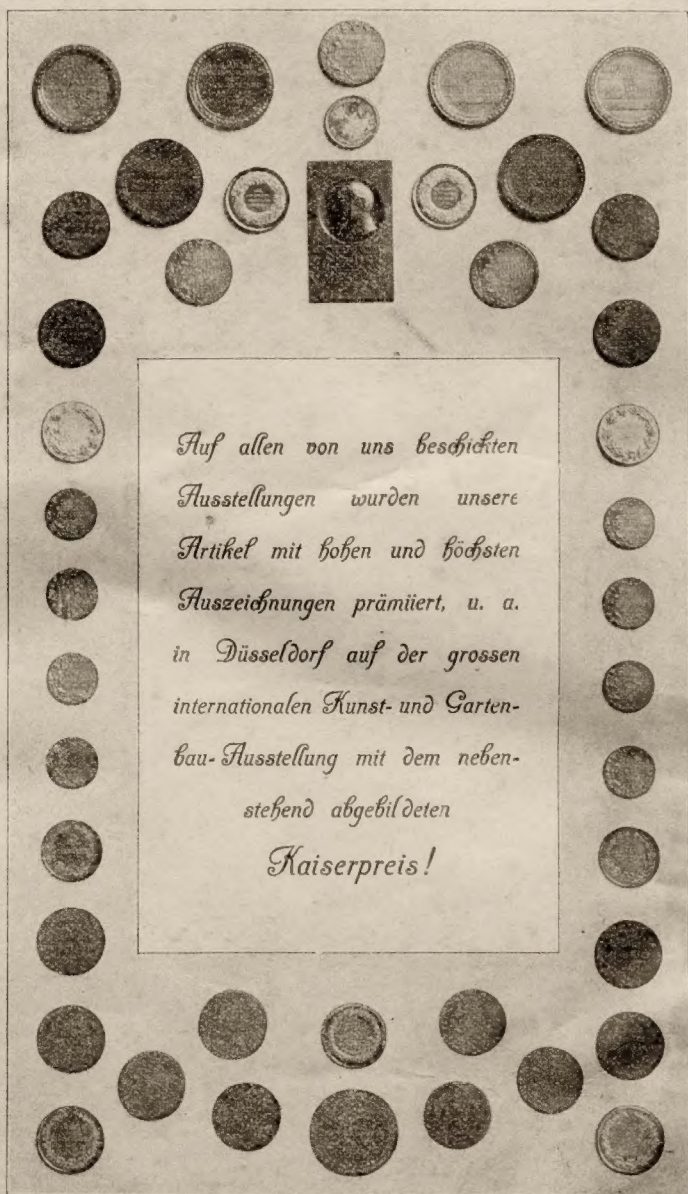 Auf allen von uns beschickten
Ausstellungen wurden unsere
Artikel mit hohen und höchsten
Auszeichnungen prämiiert, u. a.
in Düsseldorf auf der grossen
internationalen Kunst- und Garten-
bau-Ausstellung mit dem neben-
stehend abgebildeten
Kaiserpreis!